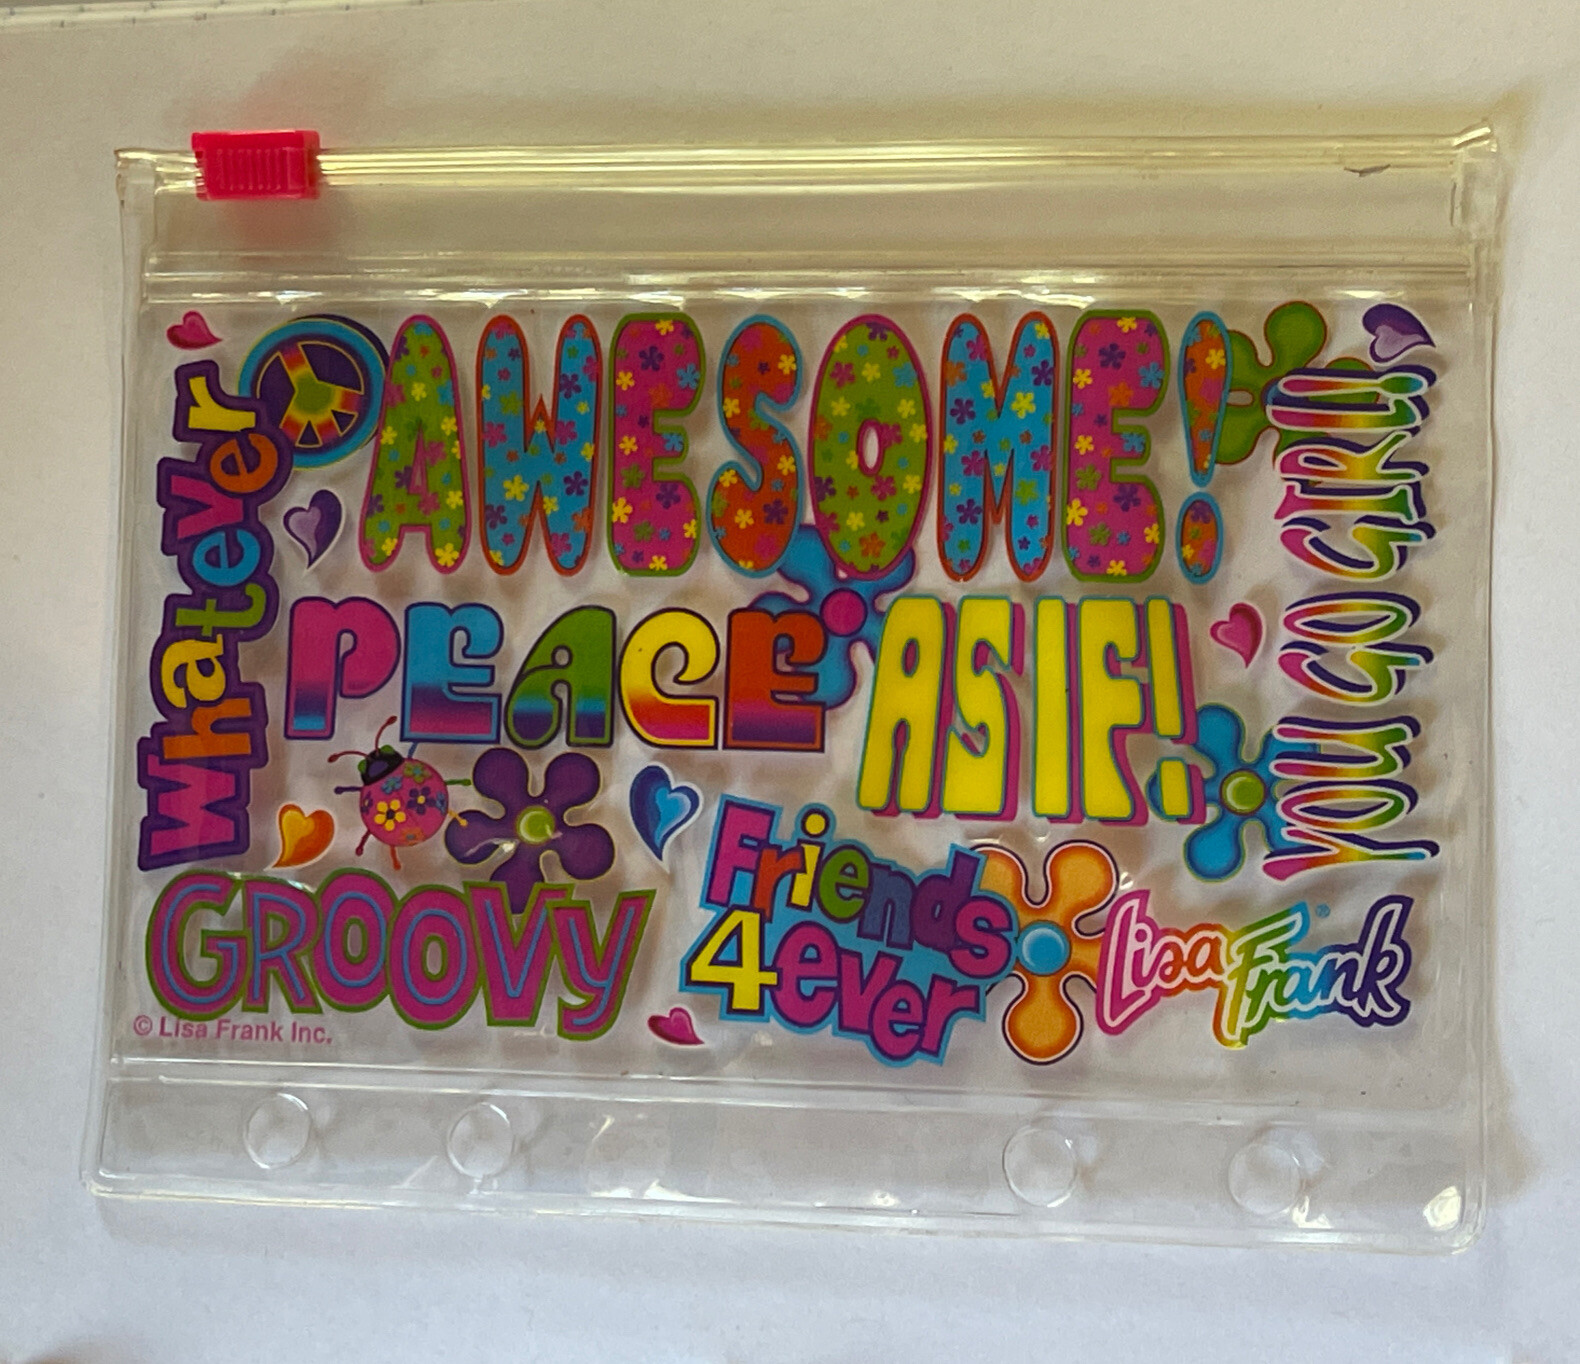 whatever
AWESOME!
YOU GO GIRL!
PEACE
AS IF!
GROOVY
Friends
4ever
Lisa Frank®
© Lisa Frank Inc.